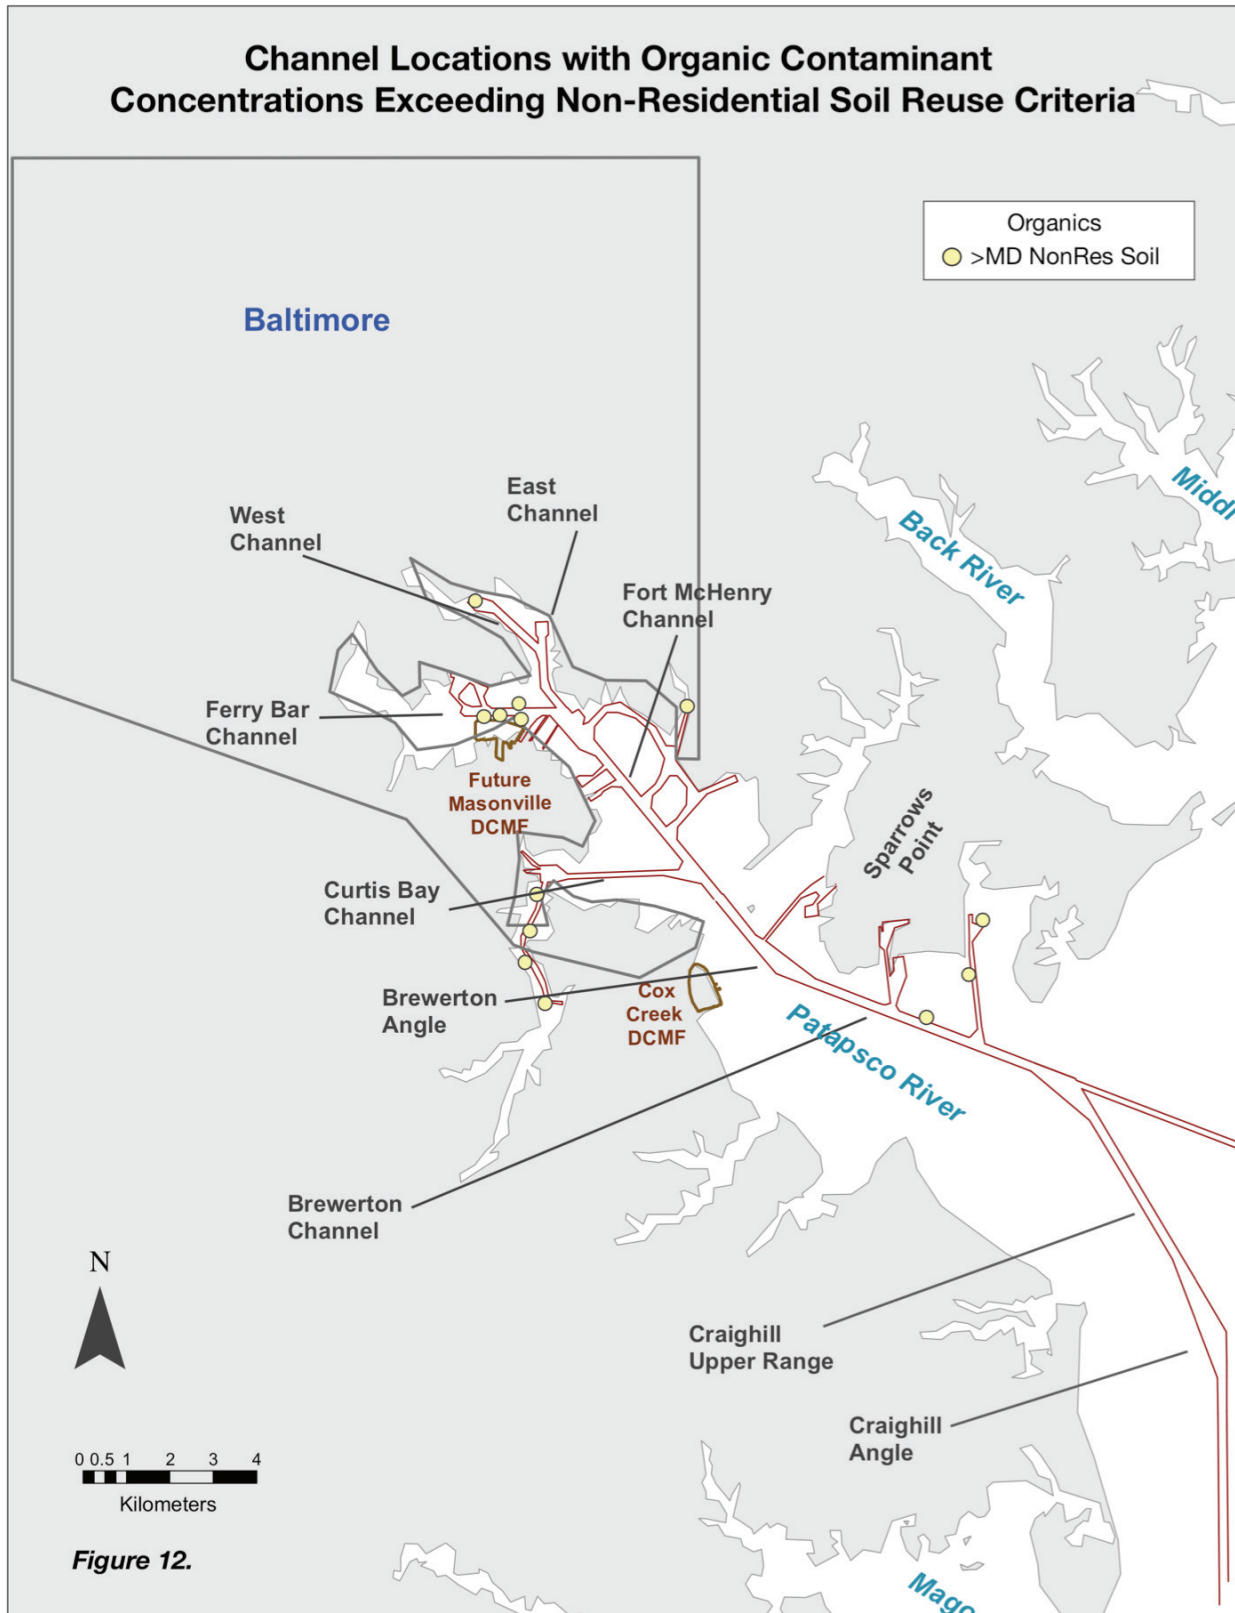 Channel Locations with Organic Contaminant
Concentrations Exceeding Non-Residential Soil Reuse Criteria
Organics
>MD NonRes Soil
Baltimore
Middl
Back River
East
Channel
West
Channel
Fort McHenry
Channel
Ferry Bar
Channel
Future
Masonville
DCMF
Sparrows
Point
Curtis Bay
Channel
Brewerton
Angle
Cox
Creek
DCMF
Patapsco River
Brewerton
Channel
N
Craighill
Upper Range
Craighill
Angle
0 0.5 1 2 3 4
Kilometers
Figure 12.
Mago